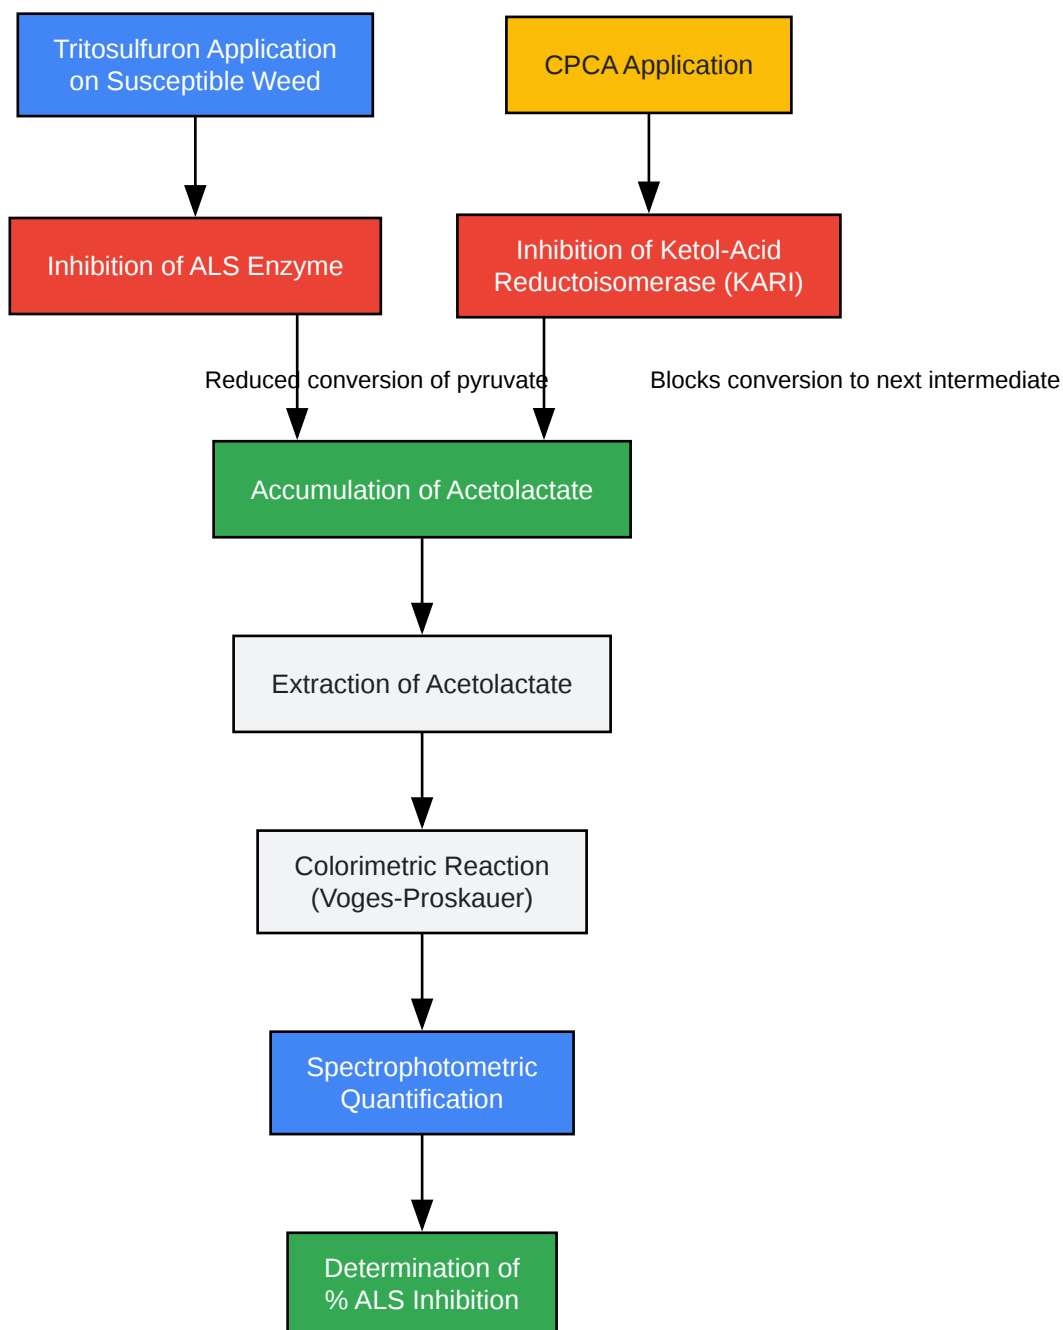 Tritosulfuron Application
on Susceptible Weed
CPCA Application
Inhibition of ALS Enzyme
Inhibition of Ketol-Acid
Reductoisomerase (KARI)
Reduced conversion of pyruvate
Blocks conversion to next intermediate
Accumulation of Acetolactate
Extraction of Acetolactate
Colorimetric Reaction
(Voges-Proskauer)
Spectrophotometric
Quantification
Determination of
% ALS Inhibition